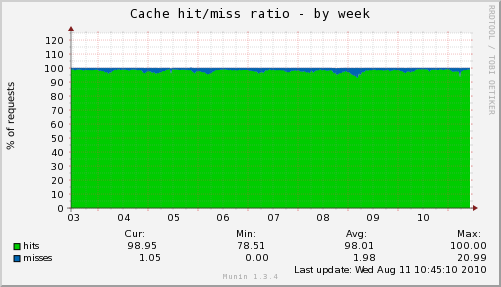 Cache hit/miss ratio - by week
RRDTOOL / TOBI OETIKER
% of requests
120
110
100
90
80
70
60
50
40
30
20
10
0
03 04 05 06 07 08 09 10
Cur: Min: Avg: Max:
hits 98.95 78.51 98.01 100.00
misses 1.05 0.00 1.98 20.99
Last update: Wed Aug 11 10:45:10 2010
Munin 1.3.4